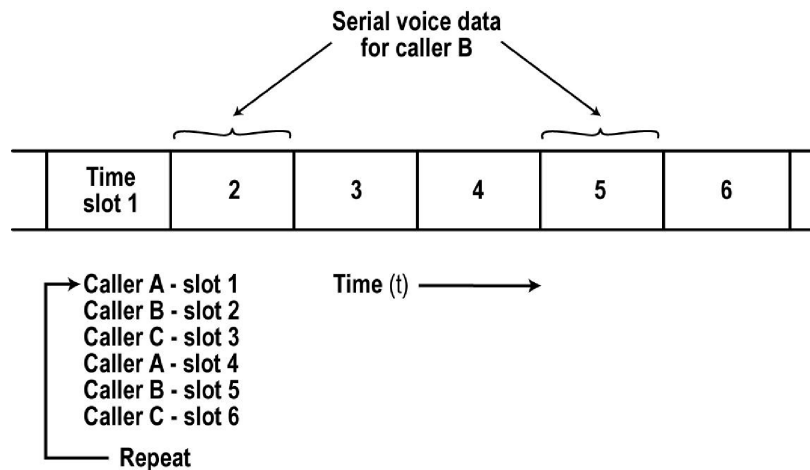 Serial voice data
for caller B
Time
slot 1
2
3
4
5
6
Caller A - slot 1
Caller B - slot 2
Caller C - slot 3
Caller A - slot 4
Caller B - slot 5
Caller C - slot 6
Repeat
Time (t)